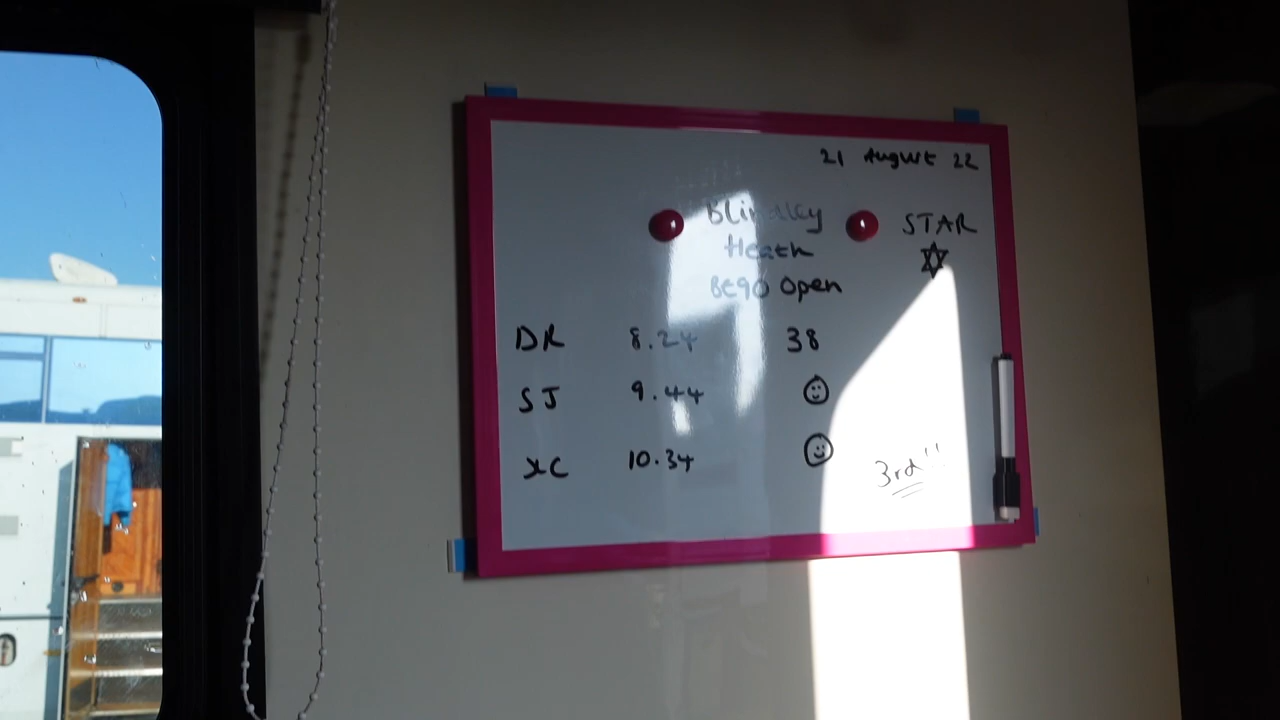 21 August 22
Blindley
Heath
BE90 Open
STAR
DR 8.24 38
SJ 9.44
XC 10.34
3rd!!